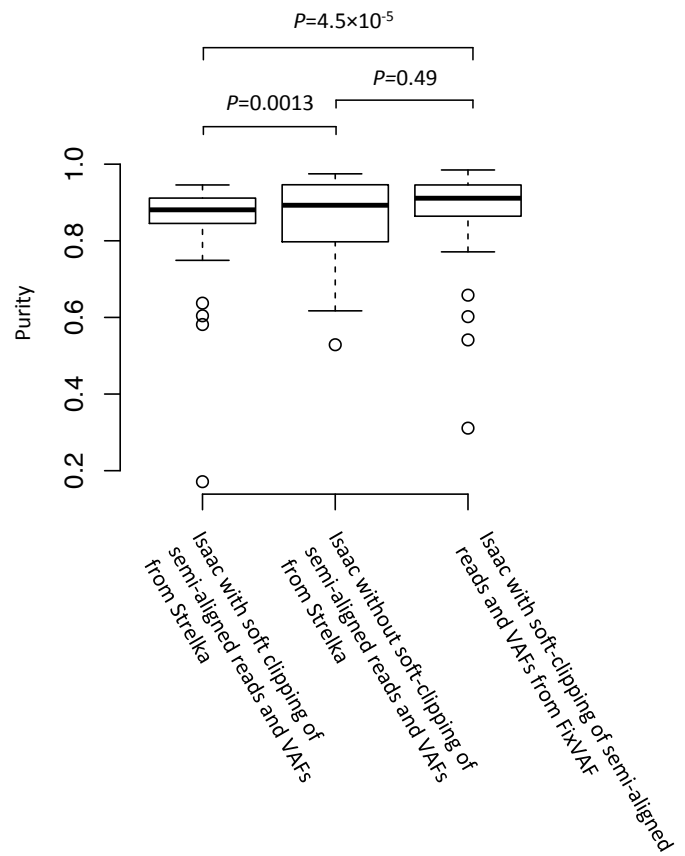 P=4.5×10⁻⁵
P=0.49
P=0.0013
Purity
1.0
0.8
0.6
0.4
0.2
Isaac with soft clipping of
semi-aligned reads and VAFs
from Strelka
Isaac without soft-clipping of
semi-aligned reads and VAFs
from Strelka
Isaac with soft-clipping of semi-aligned
reads and VAFs from FixVAF